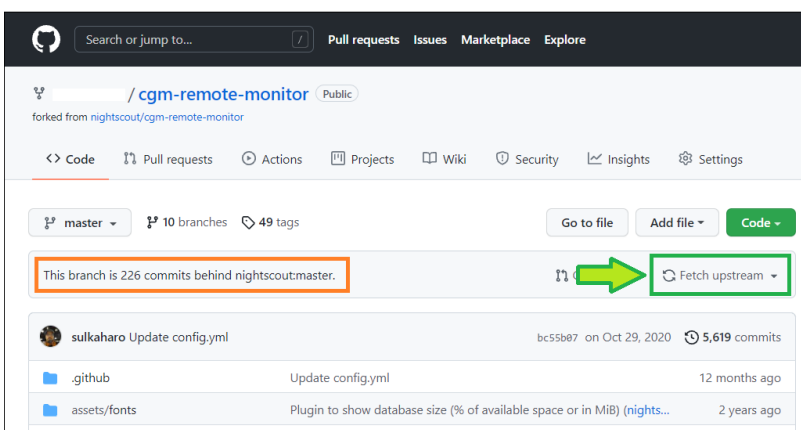 Search or jump to... / Pull requests Issues Marketplace Explore
/ cgm-remote-monitor Public
forked from nightscout/cgm-remote-monitor
<> Code Pull requests Actions Projects Wiki Security Insights Settings
master 10 branches 49 tags Go to file Add file Code
This branch is 226 commits behind nightscout:master. Fetch upstream
sulkaharo Update config.yml bc55b07 on Oct 29, 2020 5,619 commits
.github Update config.yml 12 months ago
assets/fonts Plugin to show database size (% of available space or in MiB) (nights... 2 years ago